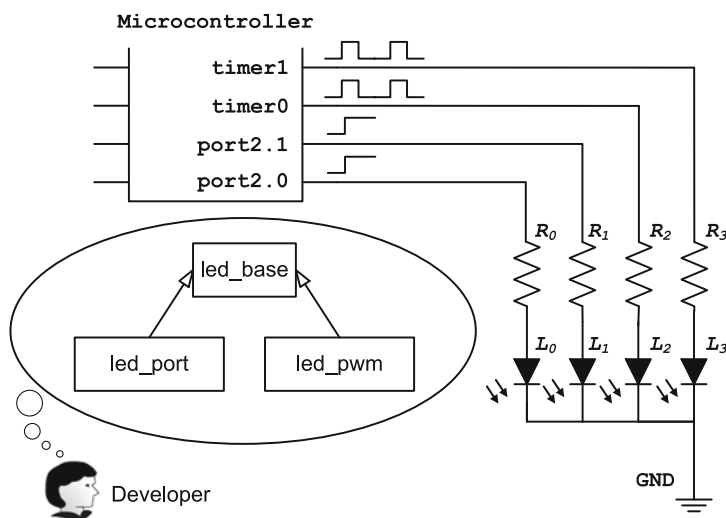 Microcontroller
timer1
timer0
port2.1
port2.0
R0 R1 R2 R3
led_base
led_port led_pwm
L0 L1 L2 L3
GND
Developer